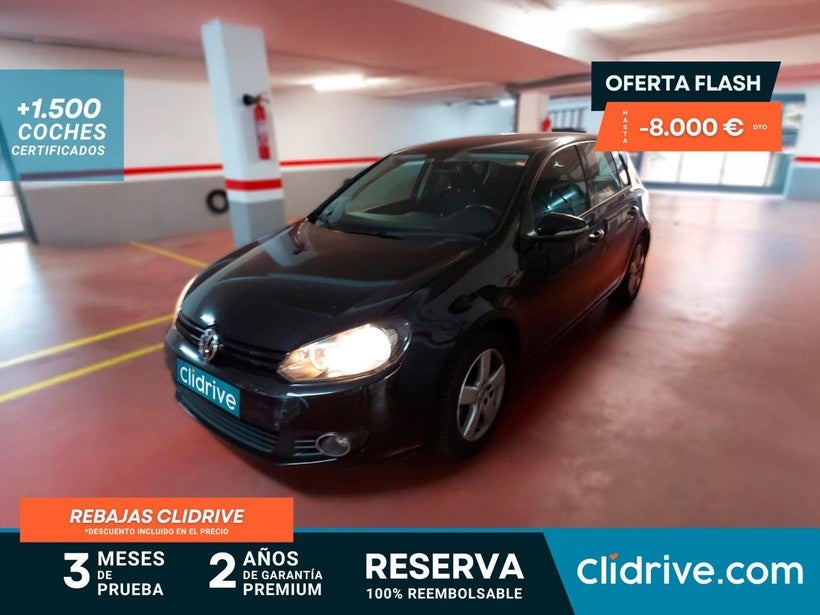 +1.500
COCHES
CERTIFICADOS
OFERTA FLASH
HASTA
-8.000 € DTO
clidrive
REBAJAS CLIDRIVE
*DESCUENTO INCLUIDO EN EL PRECIO
3 MESES DE PRUEBA
2 AÑOS DE GARANTÍA PREMIUM
RESERVA
100% REEMBOLSABLE
clidrive.com